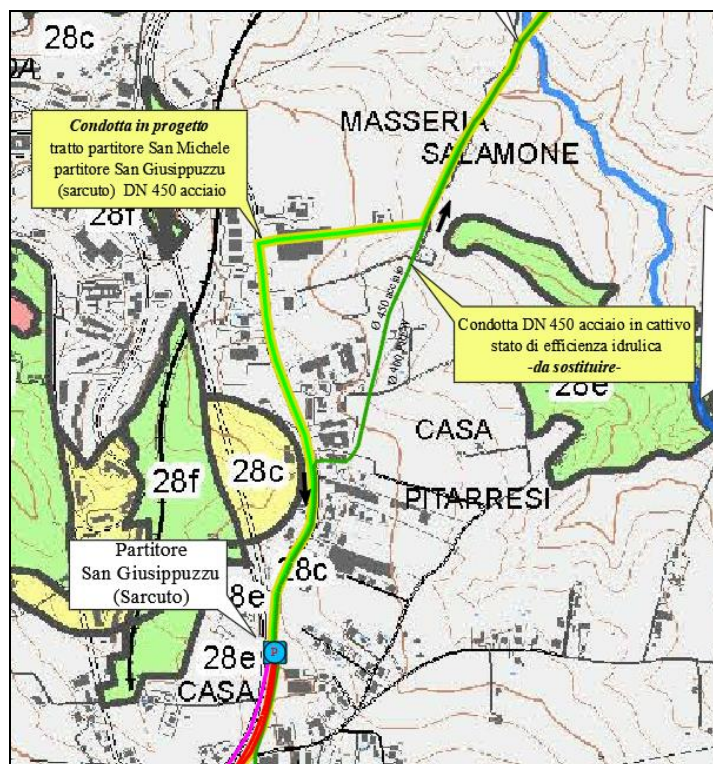 28c
Condotta in progetto
tratto partitore San Michele
partitore San Giusippuzzu
(sarcuto) DN 450 acciaio
MASSERIA
SALAMONE
28f
Ø 450 acciaio
Condotta DN 450 acciaio in cattivo
stato di efficienza idrulica
-da sostituire-
28e
CASA
28c
28f
PITARRESI
Partitore
San Giusippuzzu
(Sarcuto)
28c
8e
P
28e
CASA